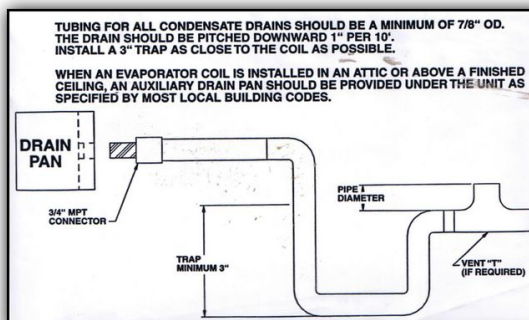 TUBING FOR ALL CONDENSATE DRAINS SHOULD BE A MINIMUM OF 7/8" OD.
THE DRAIN SHOULD BE PITCHED DOWNWARD 1" PER 10'.
INSTALL A 3" TRAP AS CLOSE TO THE COIL AS POSSIBLE.
WHEN AN EVAPORATOR COIL IS INSTALLED IN AN ATTIC OR ABOVE A FINISHED
CEILING, AN AUXILIARY DRAIN PAN SHOULD BE PROVIDED UNDER THE UNIT AS
SPECIFIED BY MOST LOCAL BUILDING CODES.
DRAIN
PAN
3/4" MPT
CONNECTOR
PIPE
DIAMETER
TRAP
MINIMUM 3"
VENT "T"
(IF REQUIRED)